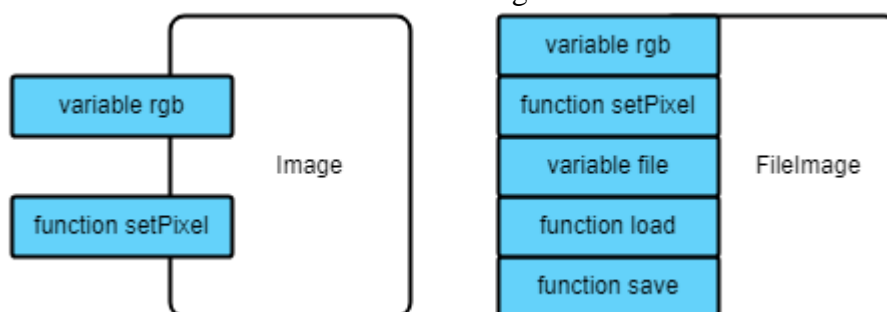 variable rgb
function setPixel
Image
variable rgb
function setPixel
variable file
function load
function save
FileImage